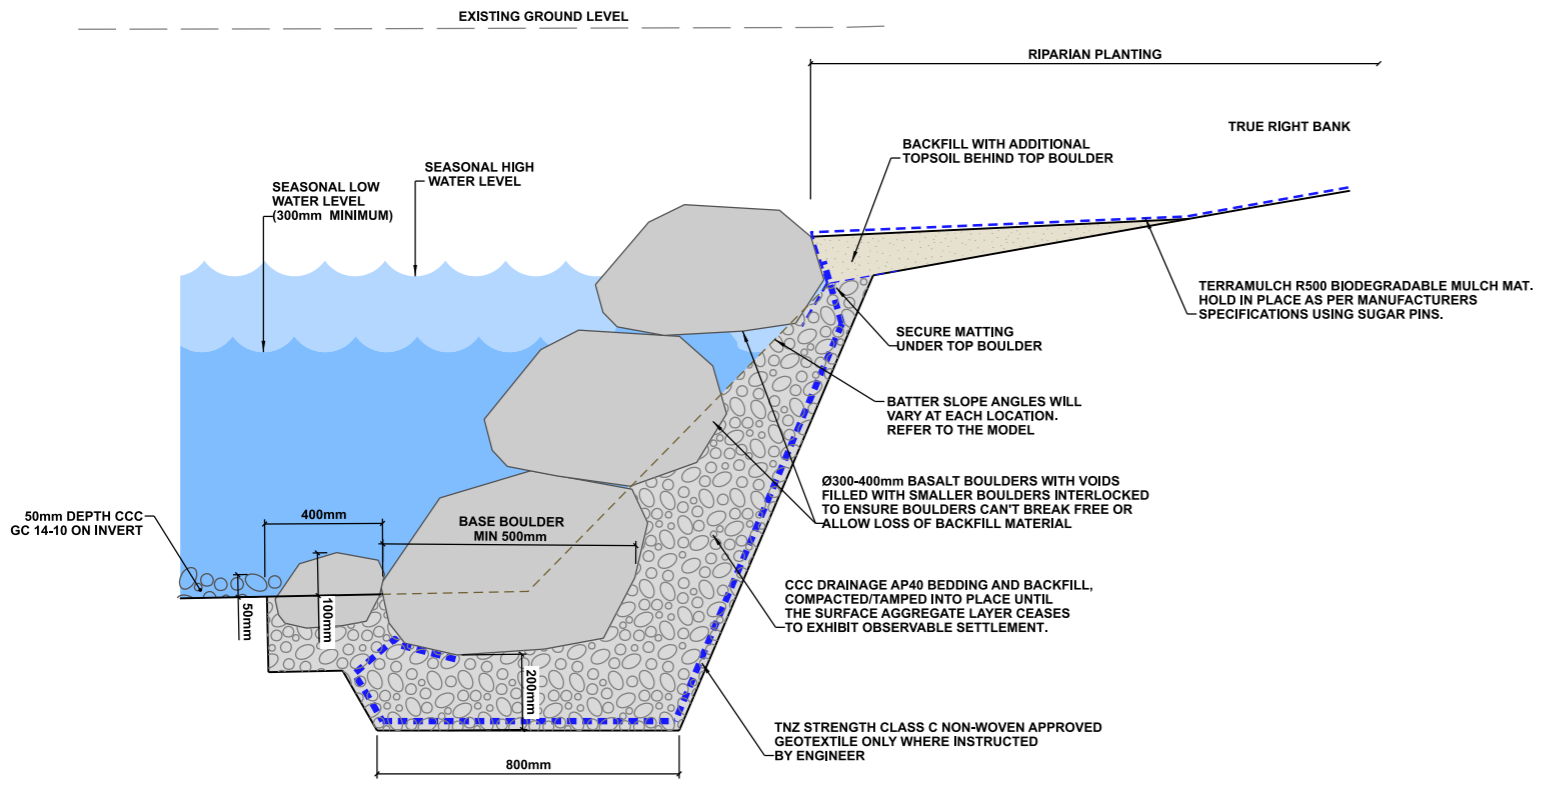 EXISTING GROUND LEVEL
RIPARIAN PLANTING
TRUE RIGHT BANK
BACKFILL WITH ADDITIONAL
TOPSOIL BEHIND TOP BOULDER
SEASONAL HIGH
WATER LEVEL
SEASONAL LOW
WATER LEVEL
(300mm MINIMUM)
TERRAMULCH R500 BIODEGRADABLE MULCH MAT.
HOLD IN PLACE AS PER MANUFACTURERS
SPECIFICATIONS USING SUGAR PINS.
SECURE MATTING
UNDER TOP BOULDER
BATTER SLOPE ANGLES WILL
VARY AT EACH LOCATION.
REFER TO THE MODEL
Ø300-400mm BASALT BOULDERS WITH VOIDS
FILLED WITH SMALLER BOULDERS INTERLOCKED
TO ENSURE BOULDERS CAN'T BREAK FREE OR
ALLOW LOSS OF BACKFILL MATERIAL
50mm DEPTH CCC
GC 14-10 ON INVERT
400mm
BASE BOULDER
MIN 500mm
50mm
100mm
CCC DRAINAGE AP40 BEDDING AND BACKFILL,
COMPACTED/TAMPED INTO PLACE UNTIL
THE SURFACE AGGREGATE LAYER CEASES
TO EXHIBIT OBSERVABLE SETTLEMENT.
200mm
TNZ STRENGTH CLASS C NON-WOVEN APPROVED
GEOTEXTILE ONLY WHERE INSTRUCTED
BY ENGINEER
800mm